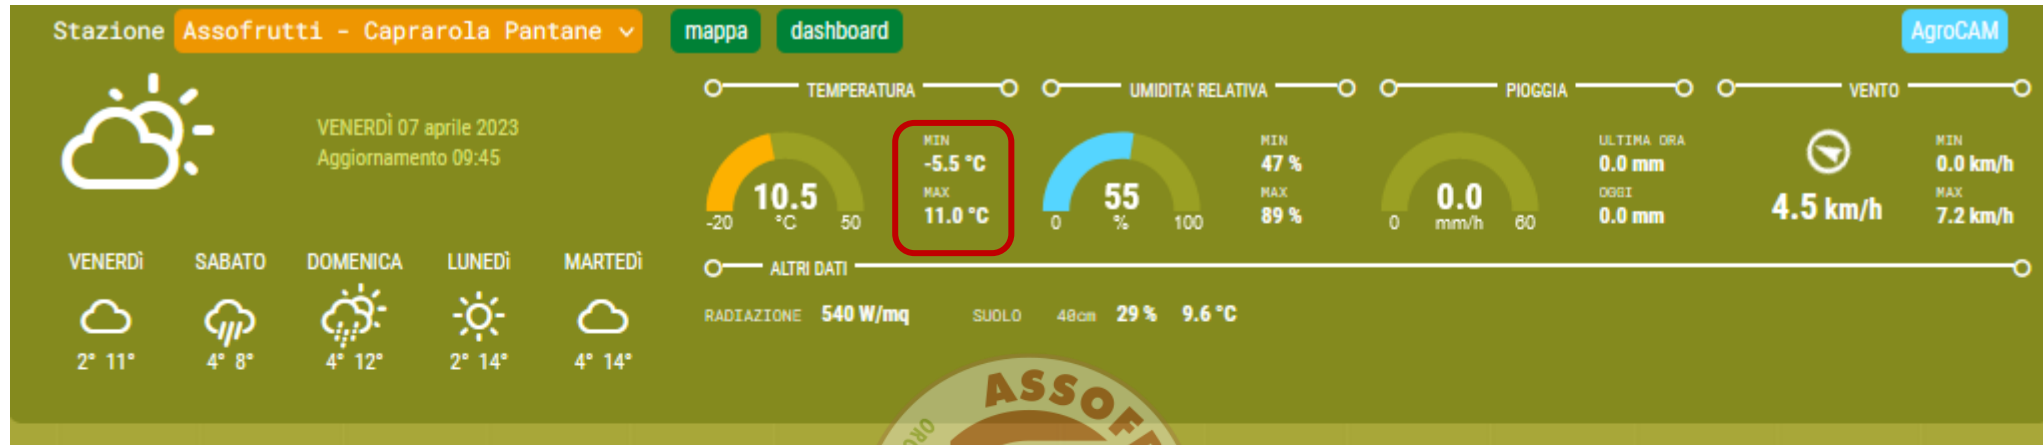 Stazione Assofrutti - Caprarola Pantane mappa dashboard AgroCAM
VENERDÌ 07 aprile 2023
Aggiornamento 09:45
TEMPERATURA
10.5
°C
-20 50
MIN
-5.5 °C
MAX
11.0 °C
UMIDITA' RELATIVA
55
%
0 100
MIN
47 %
MAX
89 %
PIOGGIA
0.0
mm/h
0 60
ULTIMA ORA
0.0 mm
OGGI
0.0 mm
VENTO
4.5 km/h
MIN
0.0 km/h
MAX
7.2 km/h
VENERDÌ SABATO DOMENICA LUNEDÌ MARTEDÌ
2° 11° 4° 8° 4° 12° 2° 14° 4° 14°
ALTRI DATI
RADIAZIONE 540 W/mq SUOLO 40cm 29 % 9.6 °C
ASSOF